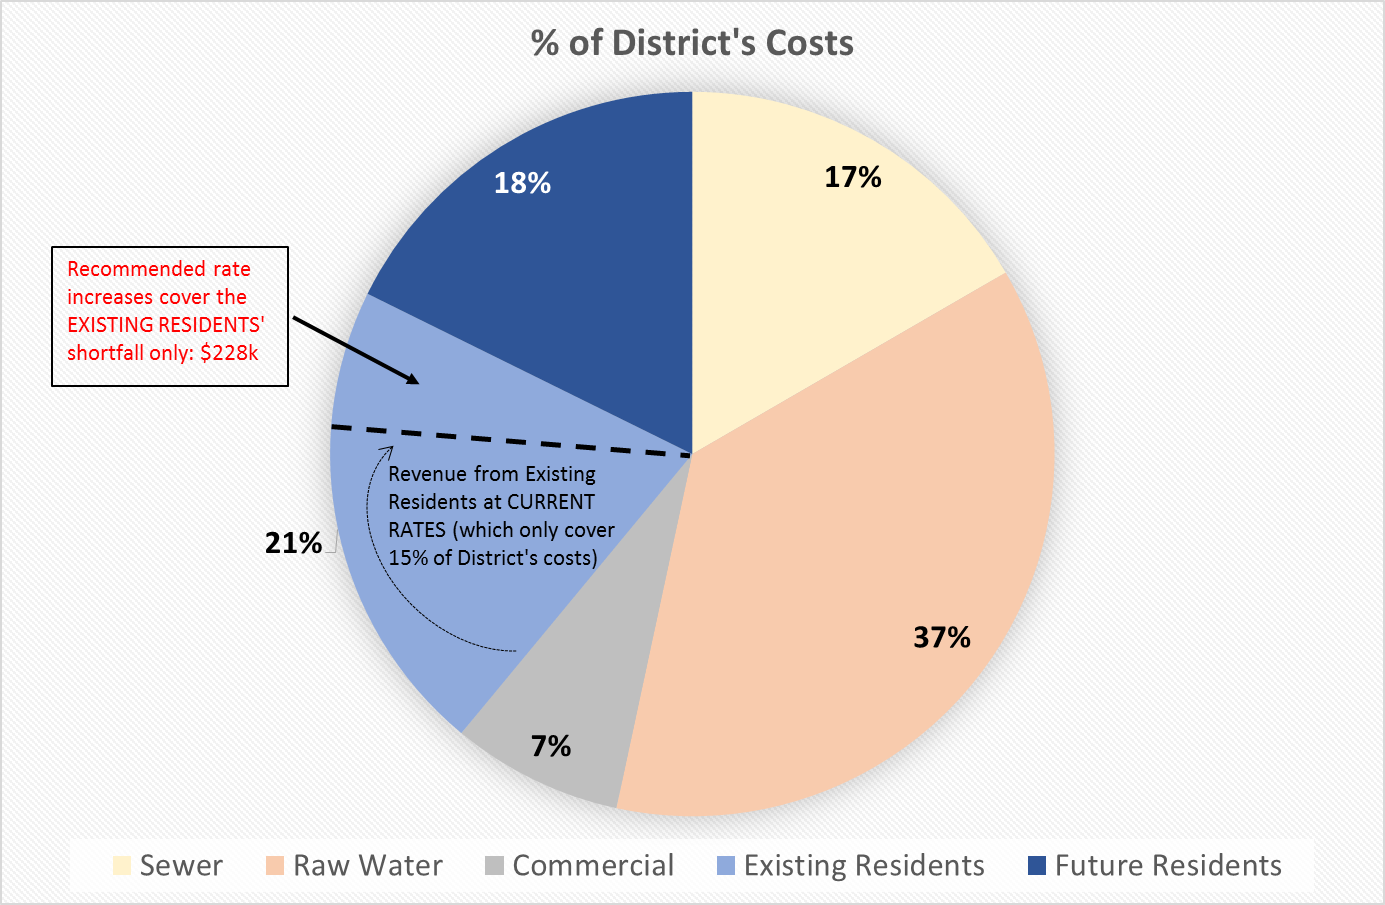 % of District's Costs
18%
17%
Recommended rate
increases cover the
EXISTING RESIDENTS'
shortfall only: $228k
Revenue from Existing
Residents at CURRENT
RATES (which only cover
15% of District's costs)
21%
37%
7%
Sewer Raw Water Commercial Existing Residents Future Residents